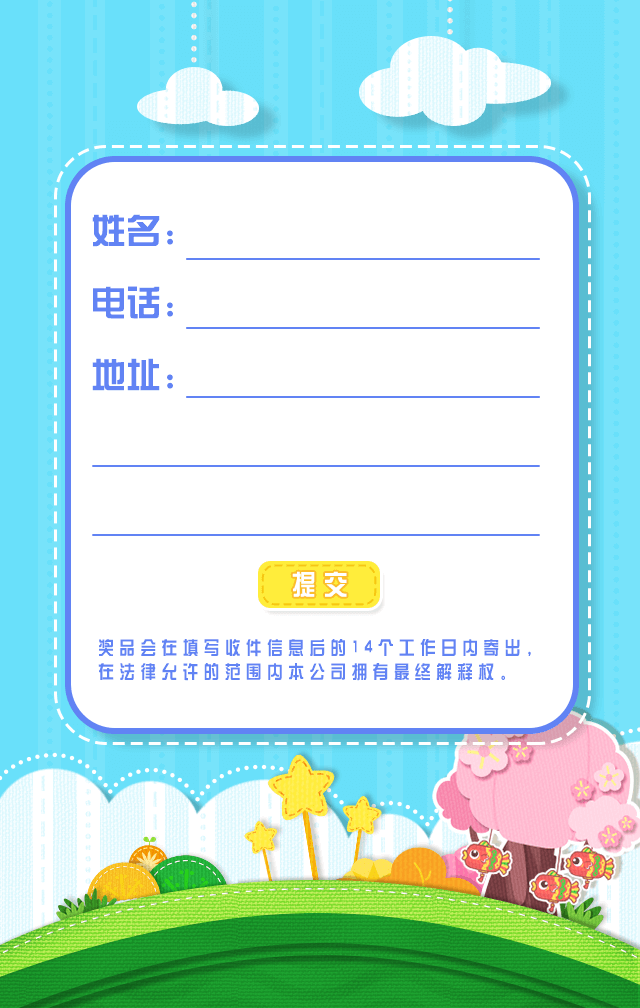 姓名：
电话：
地址：
提交
奖品会在填写收件信息后的14个工作日内寄出，
在法律允许的范围内本公司拥有最终解释权。